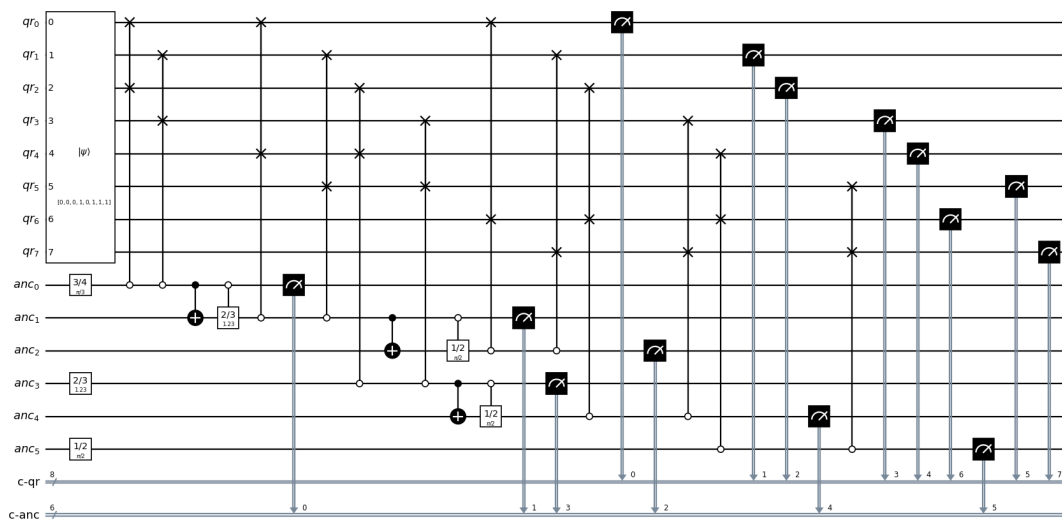 qr₀ 0
qr₁ 1
qr₂ 2
qr₃ 3
qr₄ 4 |ψ⟩
qr₅ 5
[0,0,0,1,0,1,1,1]
qr₆ 6
qr₇ 7
anc₀ 3/4
π/3
2/3
1.23
anc₁
anc₂ 1/2
π/2
anc₃ 2/3
1.23
anc₄ 1/2
π/2
anc₅ 1/2
π/2
c-qr 8 0 1 2 3 4 6 5 7
c-anc 6 0 1 3 2 4 5